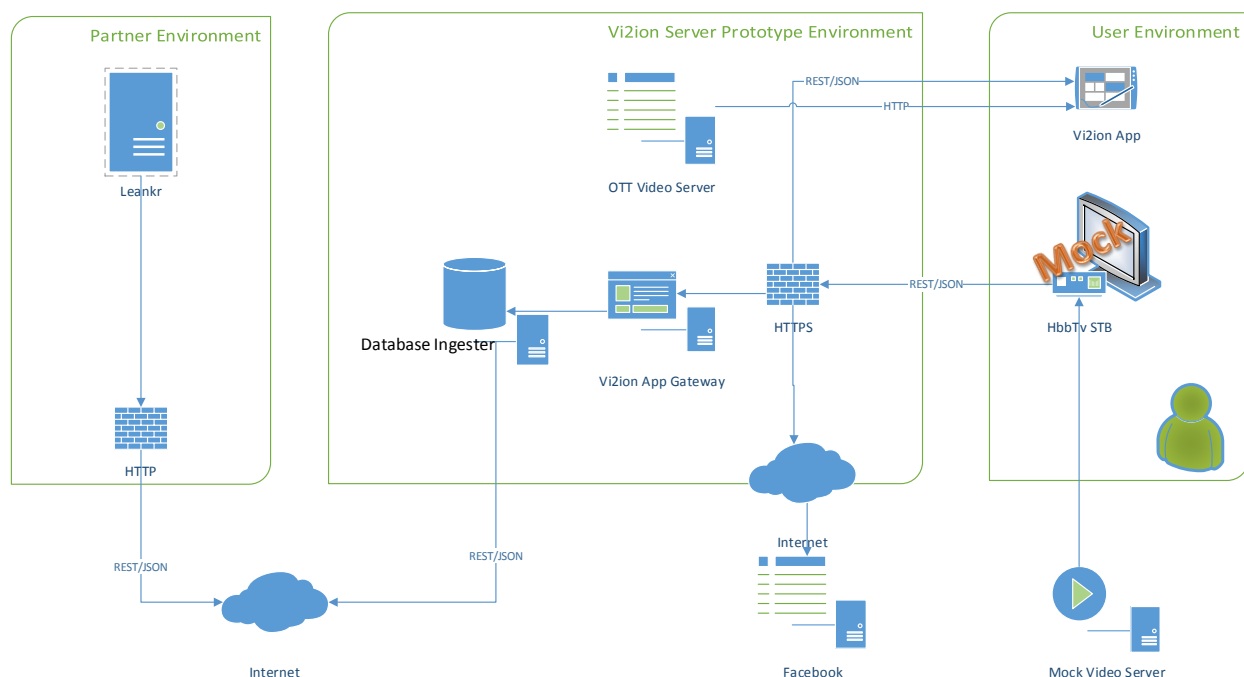 Partner Environment
Vi2ion Server Prototype Environment
User Environment
REST/JSON
HTTP
Vi2ion App
Leankr
OTT Video Server
Mock
REST/JSON
HTTPS
HbbTv STB
Database Ingester
Vi2ion App Gateway
HTTP
Internet
REST/JSON
REST/JSON
Internet
Facebook
Mock Video Server